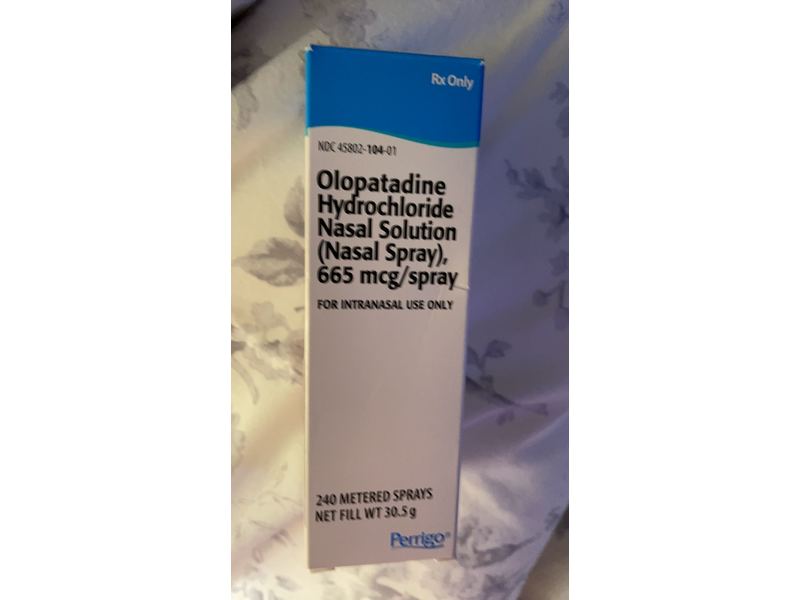 Rx Only
NDC 45802-104-01
Olopatadine
Hydrochloride
Nasal Solution
(Nasal Spray),
665 mcg/spray
FOR INTRANASAL USE ONLY
240 METERED SPRAYS
NET FILL WT 30.5 g
Perrigo®